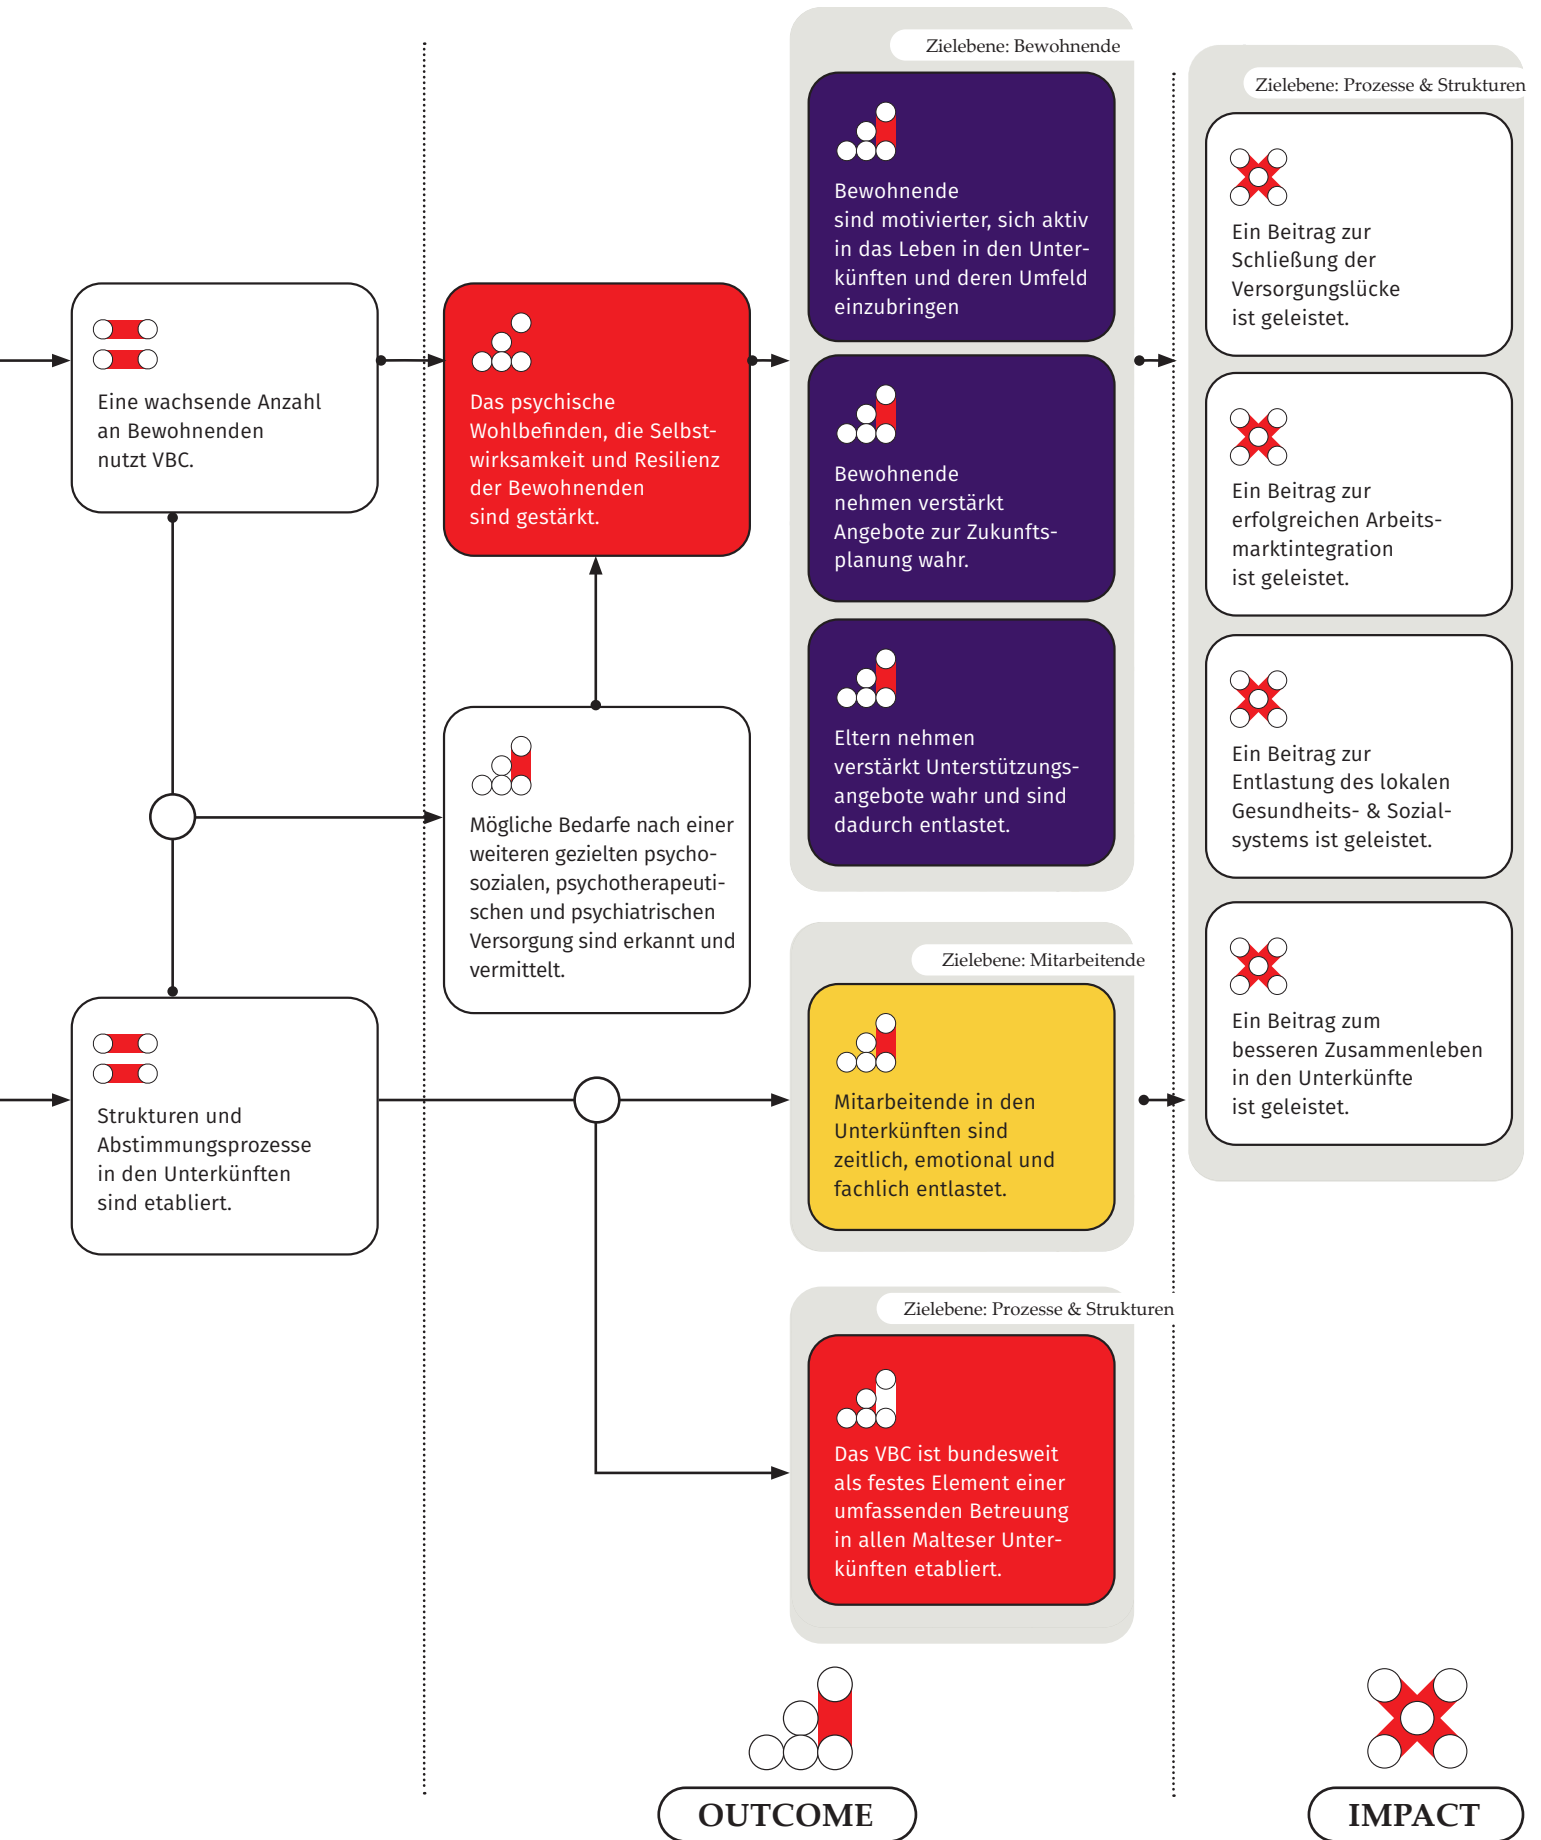 Eine wachsende Anzahl
an Bewohnenden
nutzt VBC.
Strukturen und
Abstimmungsprozesse
in den Unterkünften
sind etabliert.
Das psychische
Wohlbefinden, die Selbst-
wirksamkeit und Resilienz
der Bewohnenden
sind gestärkt.
Mögliche Bedarfe nach einer
weiteren gezielten psycho-
sozialen, psychotherapeuti-
schen und psychiatrischen
Versorgung sind erkannt und
vermittelt.
Zielebene: Bewohnende
Bewohnende
sind motivierter, sich aktiv
in das Leben in den Unter-
künften und deren Umfeld
einzubringen
Bewohnende
nehmen verstärkt
Angebote zur Zukunfts-
planung wahr.
Eltern nehmen
verstärkt Unterstützungs-
angebote wahr und sind
dadurch entlastet.
Zielebene: Mitarbeitende
Mitarbeitende in den
Unterkünften sind
zeitlich, emotional und
fachlich entlastet.
Zielebene: Prozesse & Strukturen
Das VBC ist bundesweit
als festes Element einer
umfassenden Betreuung
in allen Malteser Unter-
künften etabliert.
OUTCOME
Zielebene: Prozesse & Strukturen
Ein Beitrag zur
Schließung der
Versorgungslücke
ist geleistet.
Ein Beitrag zur
erfolgreichen Arbeits-
marktintegration
ist geleistet.
Ein Beitrag zur
Entlastung des lokalen
Gesundheits- & Sozial-
systems ist geleistet.
Ein Beitrag zum
besseren Zusammenleben
in den Unterkünfte
ist geleistet.
IMPACT